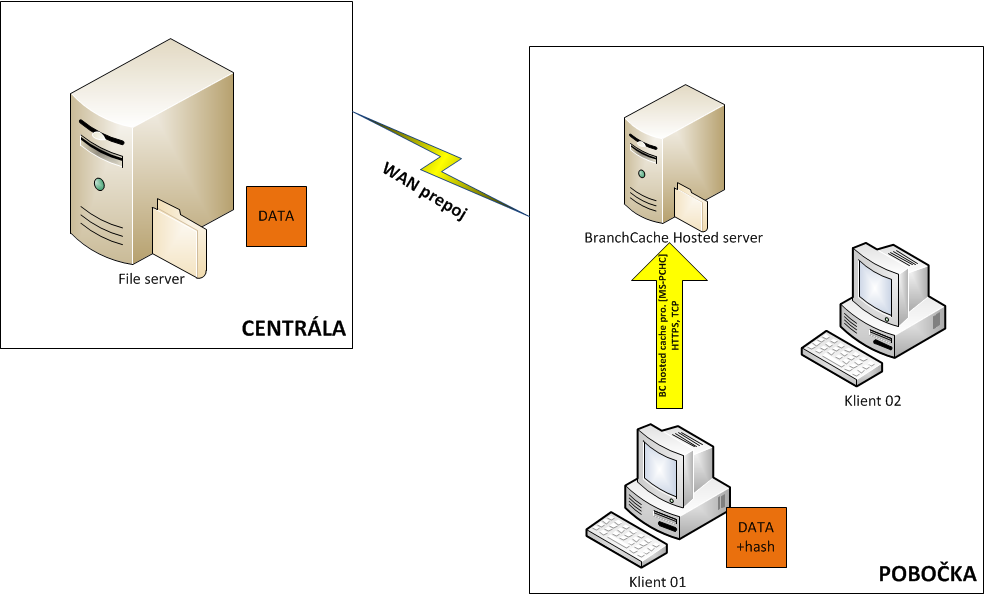 DATA
File server
CENTRÁLA
WAN prepoj
BranchCache Hosted server
BC hosted cache pro. [MS-PCHC]
HTTPS, TCP
Klient 02
DATA
+hash
Klient 01
POBOČKA